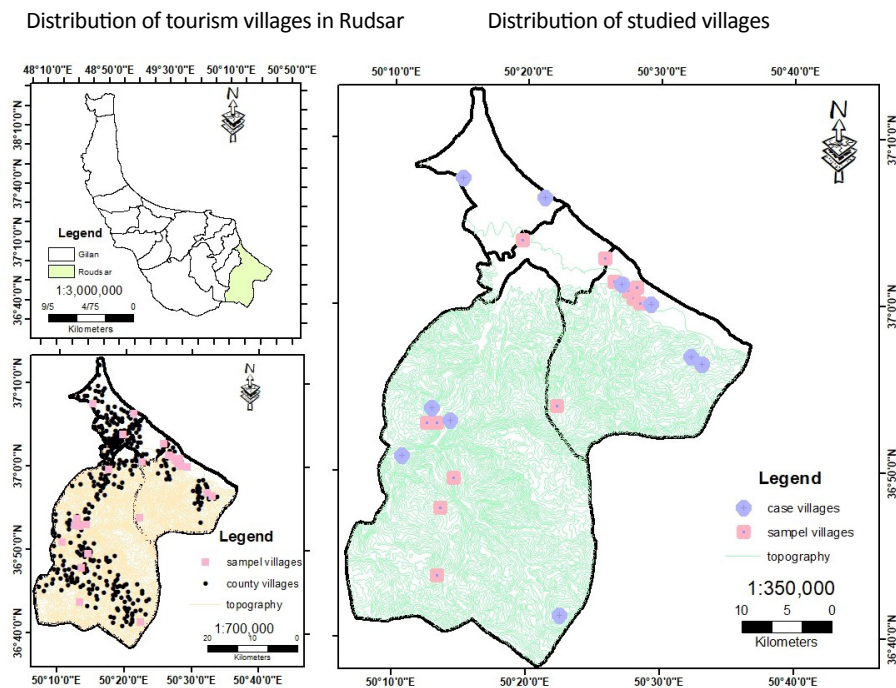 Distribution of tourism villages in Rudsar
Distribution of studied villages
48°10'0"E 48°50'0"E 49°30'0"E 50°10'0"E 50°50'0"E
38°10'0"N
37°40'0"N
37°10'0"N
36°40'0"N
N
Legend
Gilan
Roudsar
1:3,000,000
9/5 4/75 0
Kilometers
37°10'0"N
37°0'0"N
36°50'0"N
36°40'0"N
N
Legend
sampel villages
county villages
topography
1:700,000
20 10 0
Kilometers
50°10'0"E 50°20'0"E 50°30'0"E 50°40'0"E
50°10'0"E 50°20'0"E 50°30'0"E 50°40'0"E
37°10'0"N
37°0'0"N
36°50'0"N
36°40'0"N
N
Legend
case villages
sampel villages
topography
1:350,000
10 5 0
Kilometers
50°10'0"E 50°20'0"E 50°30'0"E 50°40'0"E